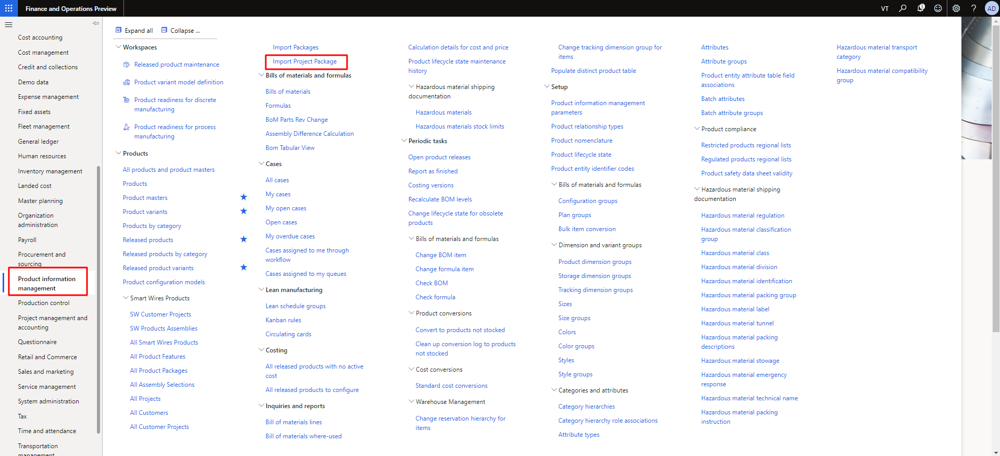 Finance and Operations Preview
VT
3
?
AD
Cost accounting
Cost management
Credit and collections
Demo data
Expense management
Fixed assets
Fleet management
General ledger
Human resources
Inventory management
Landed cost
Master planning
Organization
administration
Payroll
Procurement and
sourcing
Product information
management
Production control
Project management and
accounting
Questionnaire
Retail and Commerce
Sales and marketing
Service management
System administration
Tax
Time and attendance
Transportation
management
Expand all
Collapse ...
Workspaces
Released product maintenance
Product variant model definition
Product readiness for discrete
manufacturing
Product readiness for process
manufacturing
Products
All products and product masters
Products
Product masters
Product variants
Products by category
Released products
Released products by category
Released product variants
Product configuration models
Smart Wires Products
SW Customer Projects
SW Products Assemblies
All Smart Wires Products
All Product Features
All Product Packages
All Assembly Selections
All Projects
All Customers
All Customer Projects
Import Packages
Import Project Package
Bills of materials and formulas
Bills of materials
Formulas
BoM Parts Rev Change
Assembly Difference Calculation
Bom Tabular View
Cases
All cases
My cases
My open cases
Open cases
My overdue cases
Cases assigned to me through
workflow
Cases assigned to my queues
Lean manufacturing
Lean schedule groups
Kanban rules
Circulating cards
Costing
All released products with no active
cost
All released products to configure
Inquiries and reports
Bill of materials lines
Bill of materials where-used
Calculation details for cost and price
Product lifecycle state maintenance
history
Hazardous material shipping
documentation
Hazardous materials
Hazardous materials stock limits
Periodic tasks
Open product releases
Report as finished
Costing versions
Recalculate BOM levels
Change lifecycle state for obsolete
products
Bills of materials and formulas
Change BOM item
Change formula item
Check BOM
Check formula
Product conversions
Convert to products not stocked
Clean up conversion log to products
not stocked
Cost conversions
Standard cost conversions
Warehouse Management
Change reservation hierarchy for
items
Change tracking dimension group for
items
Populate distinct product table
Setup
Product information management
parameters
Product relationship types
Product nomenclature
Product lifecycle state
Product entity identifier codes
Bills of materials and formulas
Configuration groups
Plan groups
Bulk item conversion
Dimension and variant groups
Product dimension groups
Storage dimension groups
Tracking dimension groups
Sizes
Size groups
Colors
Color groups
Styles
Style groups
Categories and attributes
Category hierarchies
Category hierarchy role associations
Attribute types
Attributes
Attribute groups
Product entity attribute table field
associations
Batch attributes
Batch attribute groups
Product compliance
Restricted products regional lists
Regulated products regional lists
Product safety data sheet validity
Hazardous material shipping
documentation
Hazardous material regulation
Hazardous material classification
group
Hazardous material class
Hazardous material division
Hazardous material identification
Hazardous material packing group
Hazardous material label
Hazardous material tunnel
Hazardous material packing
descriptions
Hazardous material stowage
Hazardous material emergency
response
Hazardous material technical name
Hazardous material packing
instruction
Hazardous material transport
category
Hazardous material compatibility
group